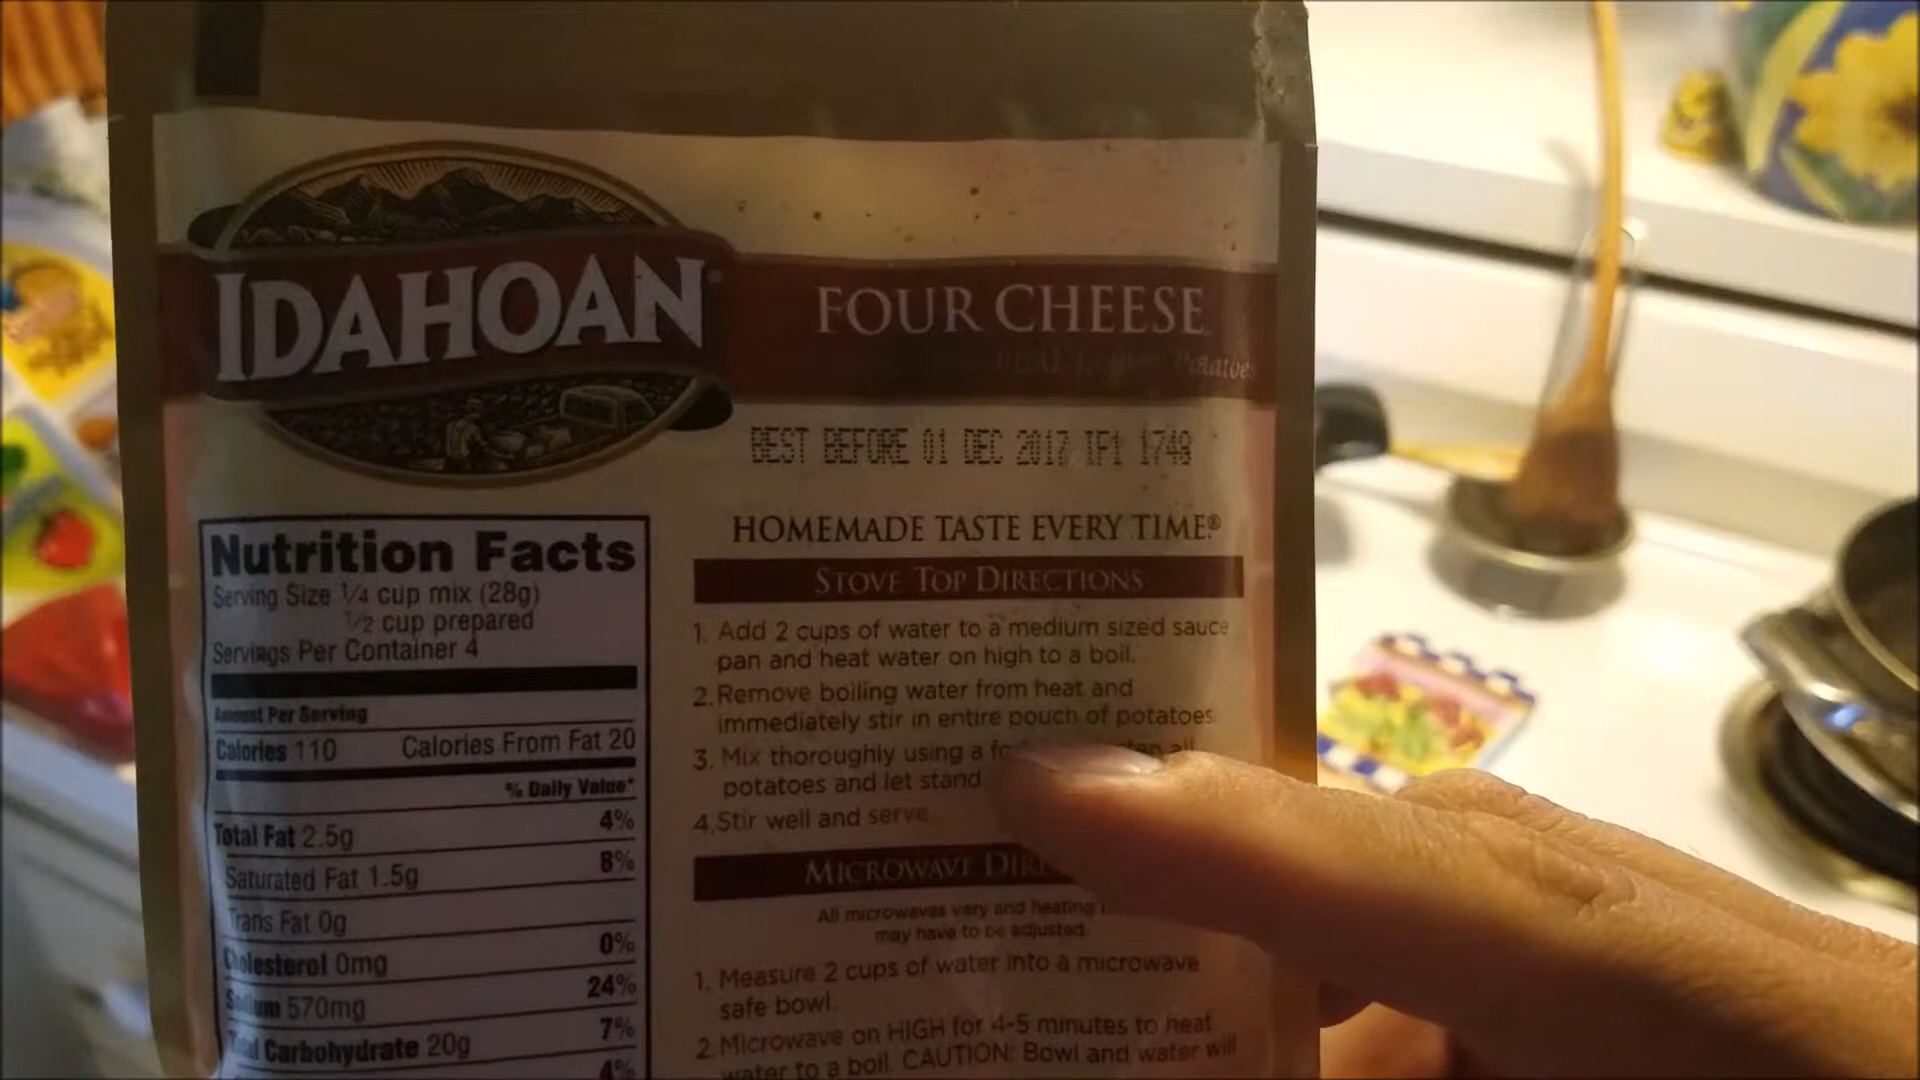 IDAHOAN
FOUR CHEESE
REAL Potatoes
BEST BEFORE 01 DEC 2017 IF1 1748
HOMEMADE TASTE EVERY TIME.®
Nutrition Facts
Serving Size 1/4 cup mix (28g)
1/2 cup prepared
Servings Per Container 4
Amount Per Serving
Calories 110 Calories From Fat 20
% Daily Value*
Total Fat 2.5g 4%
Saturated Fat 1.5g 8%
Trans Fat 0g
Cholesterol 0mg 0%
Sodium 570mg 24%
Total Carbohydrate 20g 7%
4%
STOVE TOP DIRECTIONS
1. Add 2 cups of water to a medium sized sauce
pan and heat water on high to a boil.
2. Remove boiling water from heat and
immediately stir in entire pouch of potatoes.
3. Mix thoroughly using a all
potatoes and let stand
4. Stir well and serve.
MICROWAVE
All microwaves vary and heating
may have to be adjusted.
1. Measure 2 cups of water into a microwave
safe bowl.
2. Microwave on HIGH for 4-5 minutes to heat
water to a boil. CAUTION: Bowl and water will